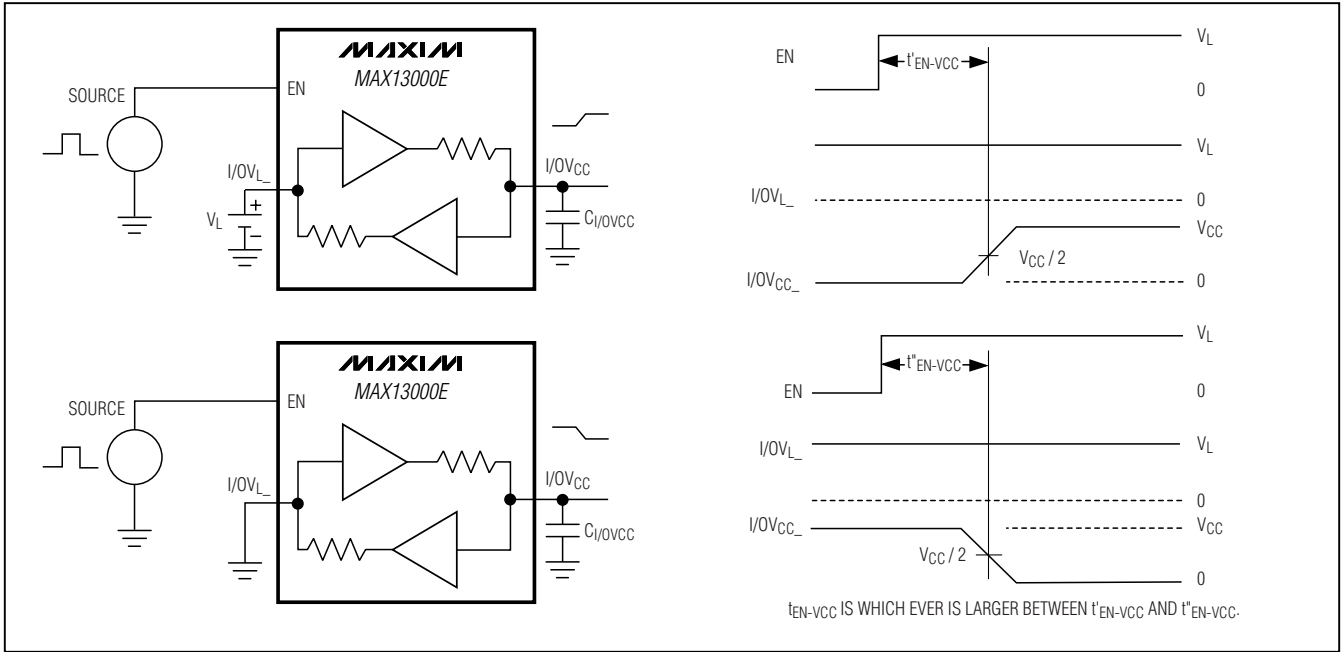 MAXIM
MAX13000E
SOURCE
EN
I/OVL_
I/OVCC
VL
+
−
CI/OVCC
EN
t'EN-VCC
VL
0
VL
I/OVL_
0
VCC
VCC / 2
I/OVCC_
0
MAXIM
MAX13000E
SOURCE
EN
I/OVL_
I/OVCC
CI/OVCC
VL
t"EN-VCC
EN
0
I/OVL_
VL
0
I/OVCC_
VCC
VCC / 2
0
tEN-VCC IS WHICH EVER IS LARGER BETWEEN t'EN-VCC AND t"EN-VCC.